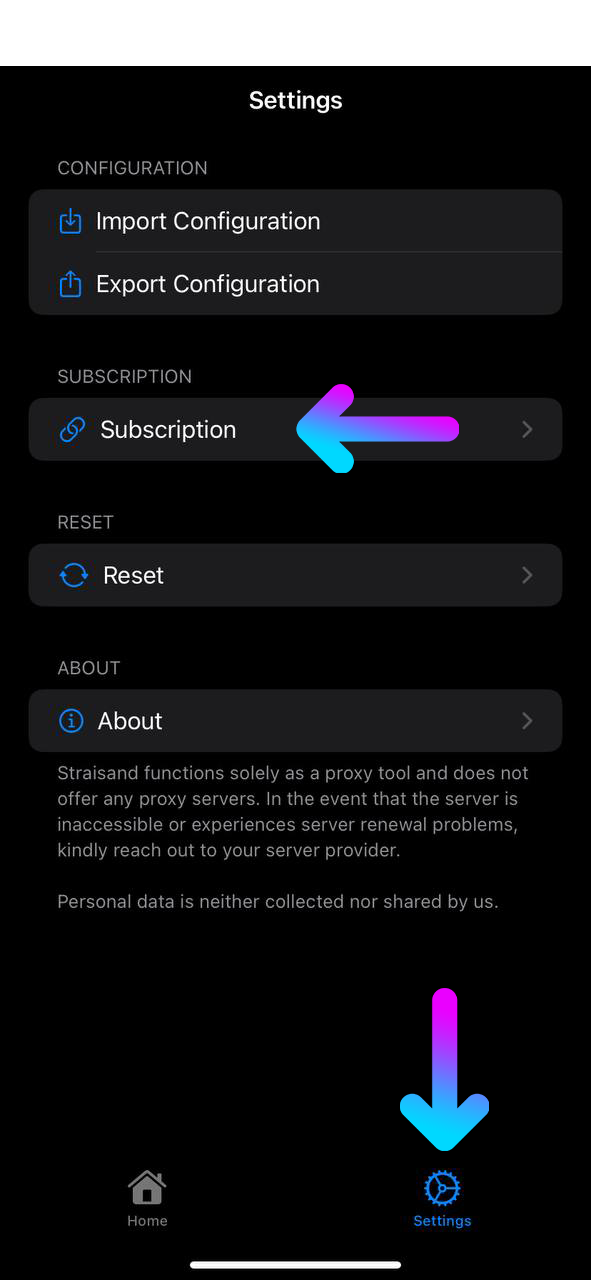 Settings
CONFIGURATION
Import Configuration
Export Configuration
SUBSCRIPTION
Subscription
RESET
Reset
ABOUT
About
Straisand functions solely as a proxy tool and does not
offer any proxy servers. In the event that the server is
inaccessible or experiences server renewal problems,
kindly reach out to your server provider.
Personal data is neither collected nor shared by us.
Home
Settings